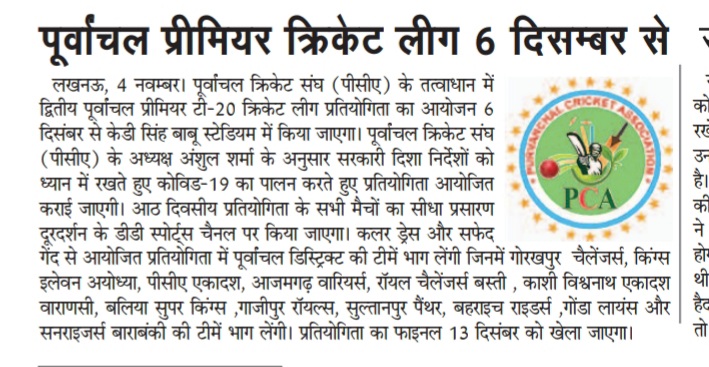 पूर्वांचल प्रीमियर क्रिकेट लीग 6 दिसम्बर से
लखनऊ, 4 नवम्बर। पूर्वांचल क्रिकेट संघ (पीसीए) के तत्वाधान में
द्वितीय पूर्वांचल प्रीमियर टी-20 क्रिकेट लीग प्रतियोगिता का आयोजन 6
दिसंबर से केडी सिंह बाबू स्टेडियम में किया जाएगा। पूर्वांचल क्रिकेट संघ
(पीसीए) के अध्यक्ष अंशुल शर्मा के अनुसार सरकारी दिशा निर्देशों को
ध्यान में रखते हुए कोविड-19 का पालन करते हुए प्रतियोगिता आयोजित
कराई जाएगी। आठ दिवसीय प्रतियोगिता के सभी मैचों का सीधा प्रसारण
दूरदर्शन के डीडी स्पोर्ट्स चैनल पर किया जाएगा। कलर ड्रेस और सफेद
गेंद से आयोजित प्रतियोगिता में पूर्वांचल डिस्ट्रिक्ट की टीमें भाग लेंगी जिनमें गोरखपुर चैलेंजर्स, किंग्स
इलेवन अयोध्या, पीसीए एकादश, आजमगढ़ वारियर्स, रॉयल चैलेंजर्स बस्ती , काशी विश्वनाथ एकादश
वाराणसी, बलिया सुपर किंग्स ,गाजीपुर रॉयल्स, सुल्तानपुर पैंथर, बहराइच राइडर्स ,गोंडा लायंस और
सनराइजर्स बाराबंकी की टीमें भाग लेंगी। प्रतियोगिता का फाइनल 13 दिसंबर को खेला जाएगा।
PURVANCHAL CRICKET ASSOCIATION
PCA
को
रखे
उन
है।
की
ने
होग
थी
हैद
तो